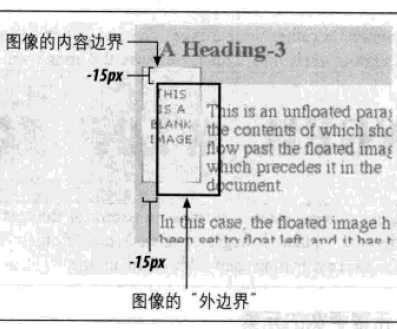 图像的内容边界
A Heading-3
-15px
THIS
IS A
BLANK
IMAGE
This is an unfloated para
the contents of which sho
flow past the floated imag
which precedes it in the
document.
-15px
In this case, the floated image h
been set to float left, and it has t
图像的“外边界”